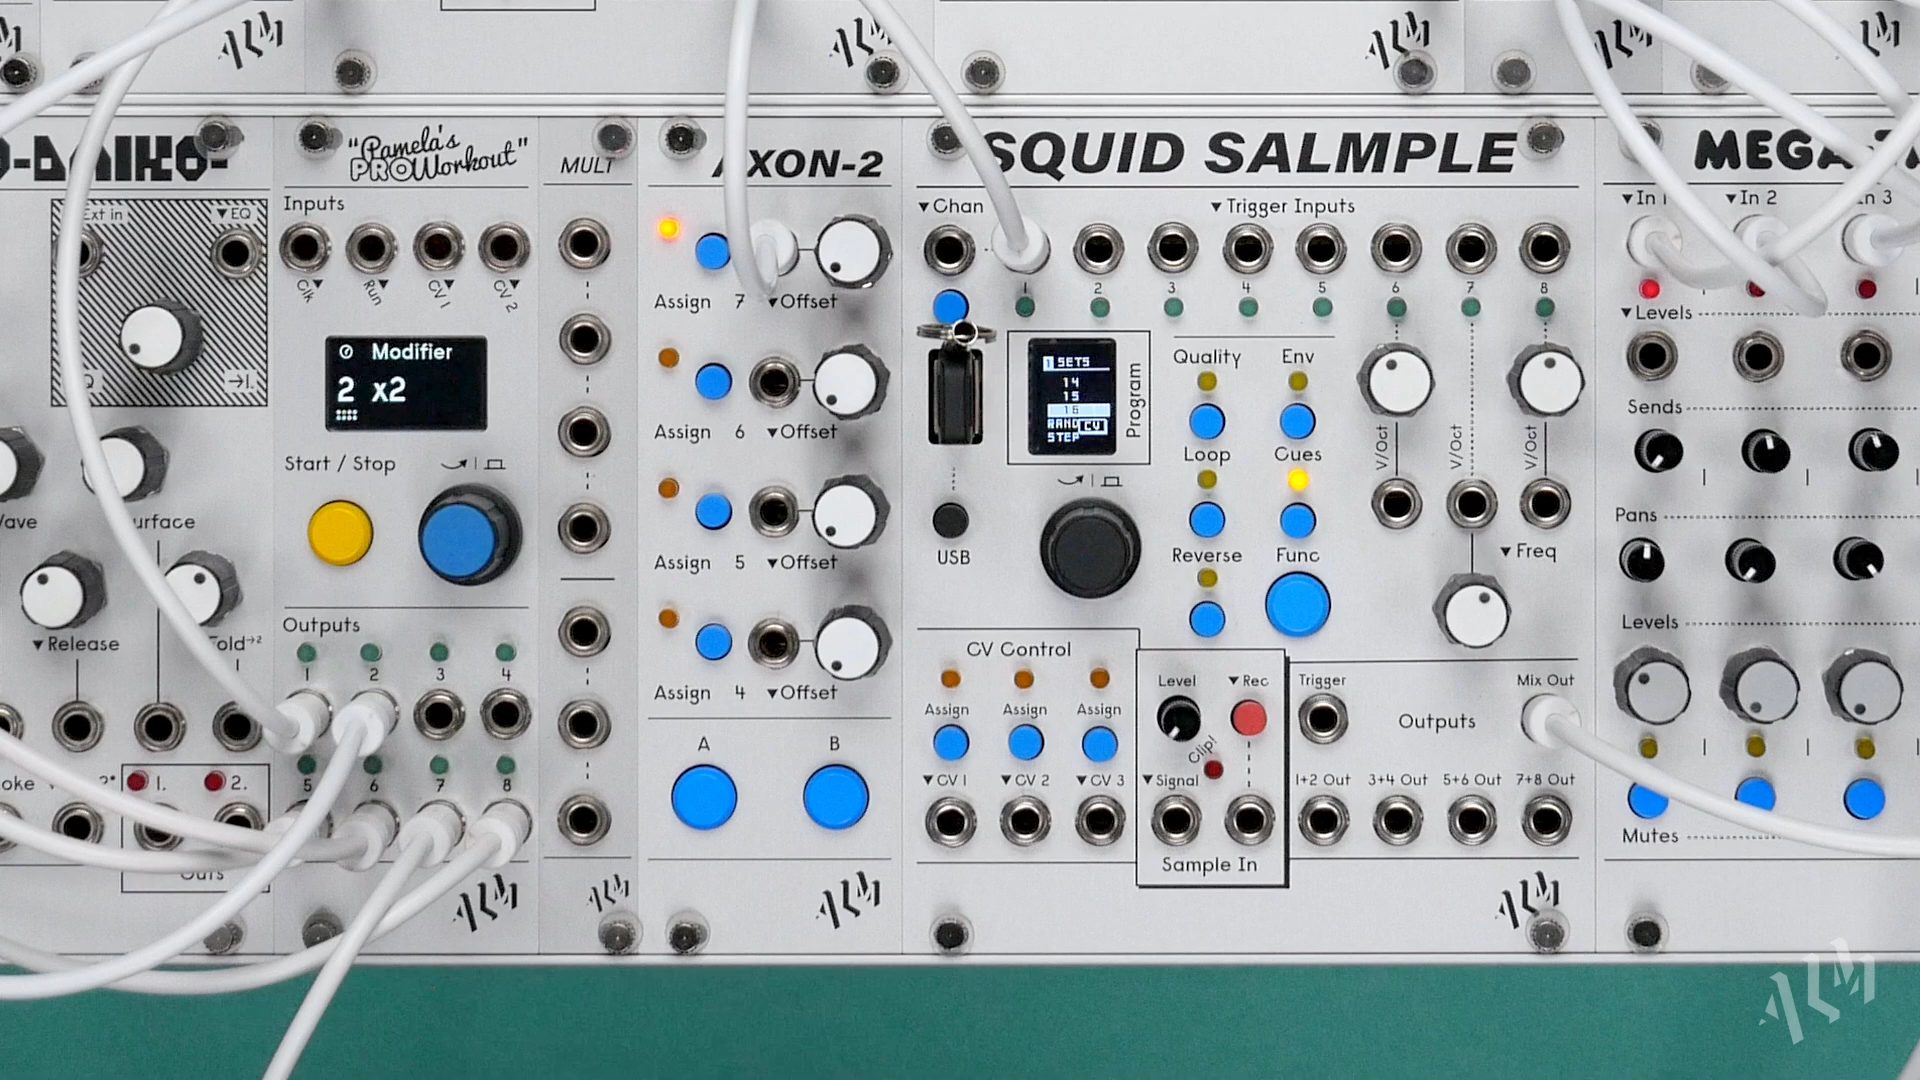 "Pamela's
PROWorkout"
Inputs
Clk
Run
CV 1
CV 2
Modifier
2 x2
Start / Stop
Outputs
1
2
3
4
5
6
7
8
Ext in
EQ
Release
Fold→2
1.
2.
MULT
AXON-2
Assign 7 Offset
Assign 6 Offset
Assign 5 Offset
Assign 4 Offset
A
B
SQUID SALMPLE
Chan
Trigger Inputs
1
2
3
4
5
6
7
8
1 SETS
14
15
16
RAND
CV
STEP
Program
USB
Quality
Env
Loop
Cues
Reverse
Func
V/Oct
V/Oct
V/Oct
Freq
CV Control
Assign
Assign
Assign
CV 1
CV 2
CV 3
Level
Rec
Clip!
Signal
Sample In
Trigger
Outputs
Mix Out
1+2 Out
3+4 Out
5+6 Out
7+8 Out
MEGA
In 1
In 2
In 3
Levels
Sends
Pans
Levels
Mutes
ALM